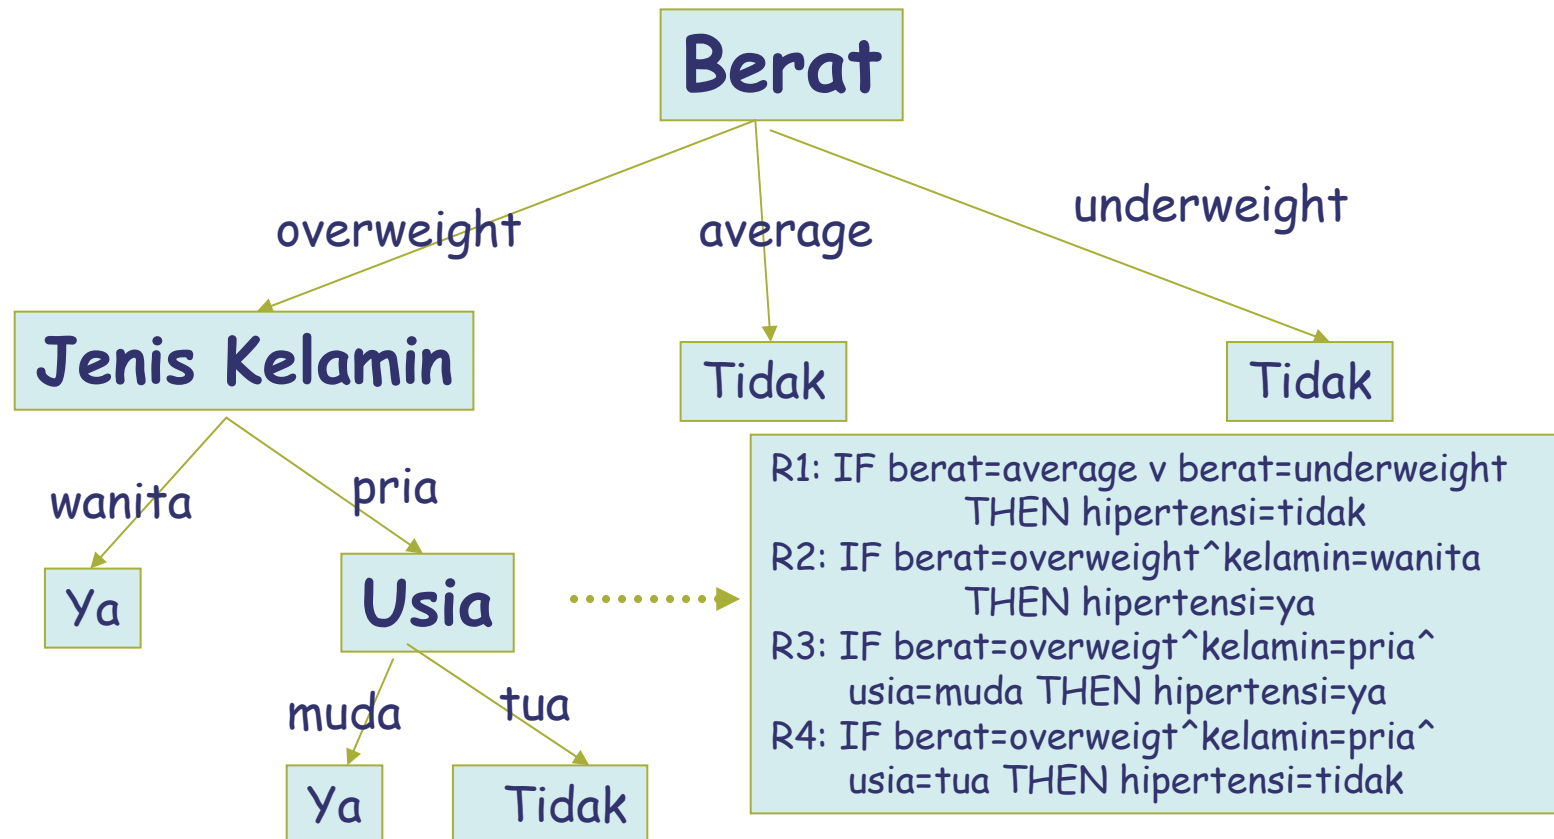 Berat
overweight
average
underweight
Jenis Kelamin
Tidak
Tidak
wanita
pria
Ya
Usia
muda
tua
Ya
Tidak
R1: IF berat=average v berat=underweight
THEN hipertensi=tidak
R2: IF berat=overweight^kelamin=wanita
THEN hipertensi=ya
R3: IF berat=overweigt^kelamin=pria^
usia=muda THEN hipertensi=ya
R4: IF berat=overweigt^kelamin=pria^
usia=tua THEN hipertensi=tidak